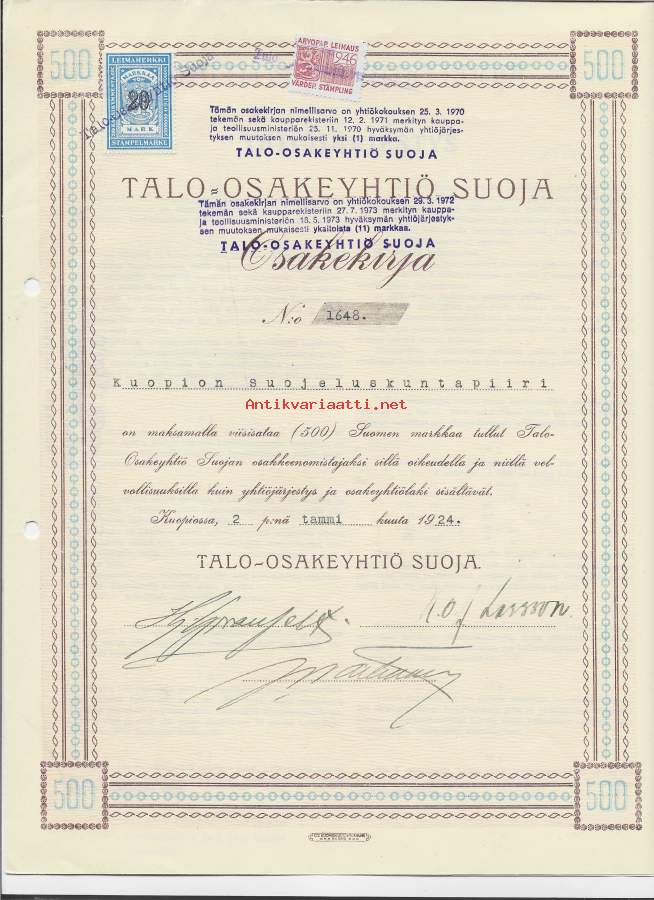 500
500
LEIMAMERKKI
MARKKAA
20
MARK
STÄMPELMARKE
ARVOPAP. LEIMAUS
1946
VÄRDEP. STÄMPLING
Tämän osakekirjan nimellisarvo on yhtiökokouksen 25. 3. 1970
tekemän sekä kaupparekisteriin 12. 2. 1971 merkityn kauppa-
ja teollisuusministeriön 25. 11. 1970 hyväksymän yhtiöjärjes-
tyksen muutoksen mukaisesti yksi (1) markka.
TALO-OSAKEYHTIÖ SUOJA
TALO-OSAKEYHTIÖ SUOJA
Tämän osakekirjan nimellisarvo on yhtiökokouksen 29. 3. 1972
tekemän sekä kaupparekisteriin 27. 7. 1973 merkityn kauppa-
ja teollisuusministeriön 18. 5. 1973 hyväksymän yhtiöjärjestyk-
sen muutoksen mukaisesti yksitoista (11) markkaa.
TALO-OSAKEYHTIÖ SUOJA
Osakekirja
N:o 1648.
Kuopion Suojeluskuntapiiri
Antikvariaatti.net
on maksamalla viisisataa (500) Suomen markkaa tullut Talo-
Osakeyhtiö Suojan osakkeenomistajaksi sillä oikeudella ja niillä vel-
vollisuuksilla kuin yhtiöjärjestys ja osakeyhtiölaki sisältävät.
Kuopiossa, 2 p:nä tammi kuuta 1924.
TALO-OSAKEYHTIÖ SUOJA.
Larsson
500
500